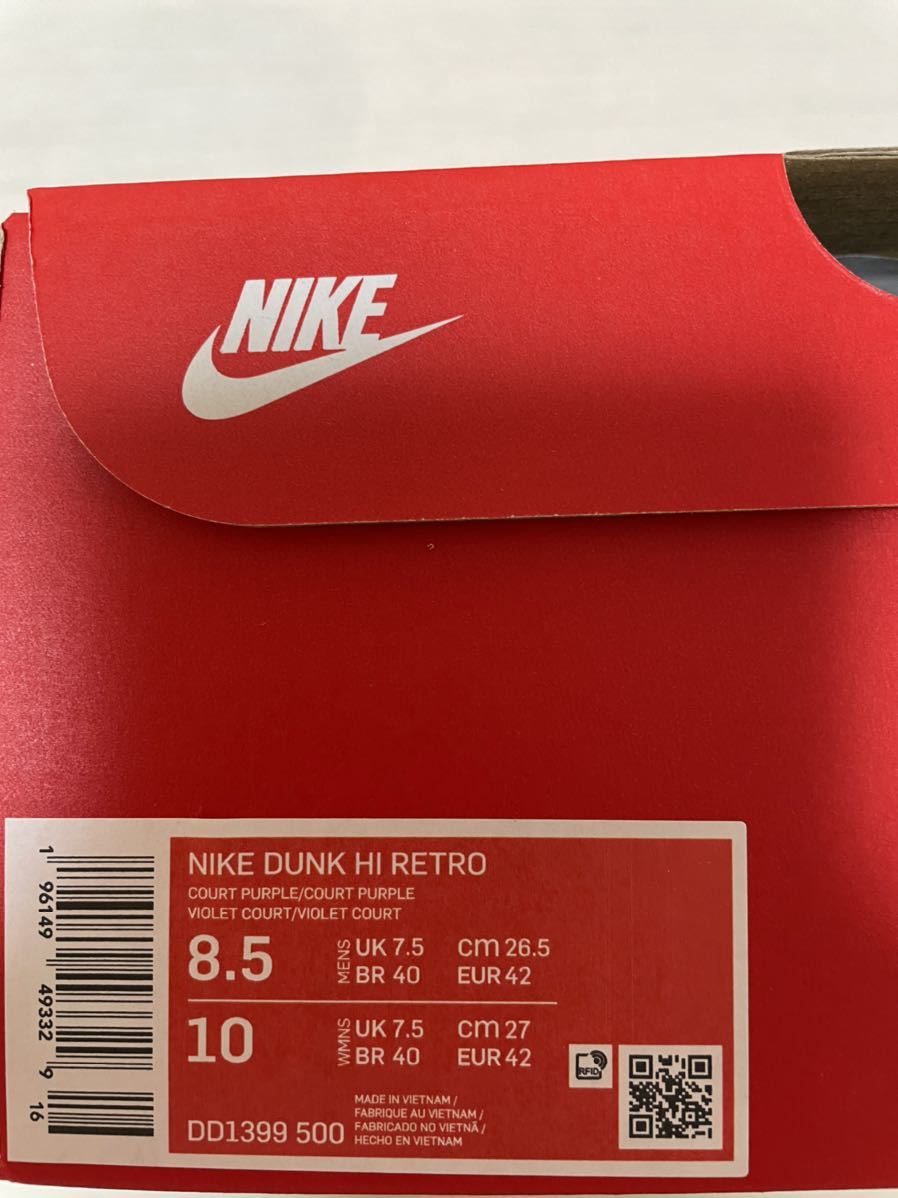 NIKE
NIKE DUNK HI RETRO
COURT PURPLE/COURT PURPLE
VIOLET COURT/VIOLET COURT
8.5
MENS
UK 7.5 cm 26.5
BR 40 EUR 42
10
WMNS
UK 7.5 cm 27
BR 40 EUR 42
DD1399 500
MADE IN VIETNAM /
FABRIQUE AU VIETNAM /
FABRICADO NO VIETNÃ /
HECHO EN VIETNAM
RFID
1 96149 49332 9 16